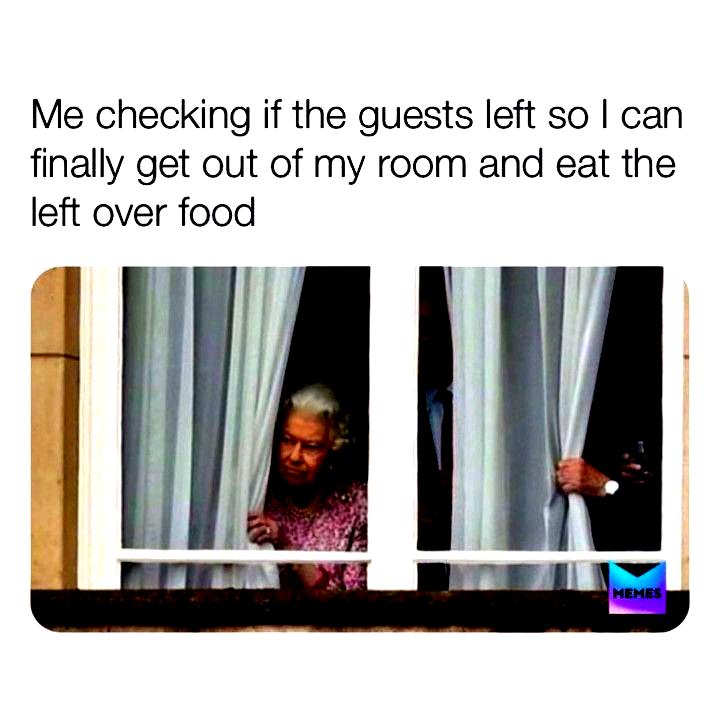 Me checking if the guests left so I can
finally get out of my room and eat the
left over food
MEMES